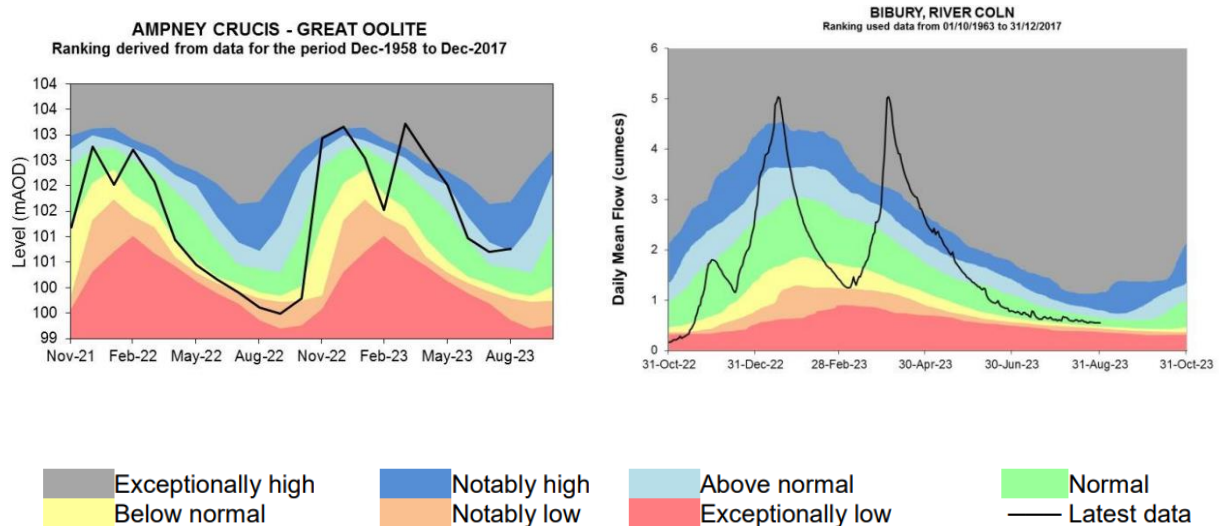 AMPNEY CRUCIS - GREAT OOLITE
Ranking derived from data for the period Dec-1958 to Dec-2017
Level (mAOD)
104
104
103
103
102
102
101
101
100
100
99
Nov-21 Feb-22 May-22 Aug-22 Nov-22 Feb-23 May-23 Aug-23
BIBURY, RIVER COLN
Ranking used data from 01/10/1963 to 31/12/2017
Daily Mean Flow (cumecs)
6
5
4
3
2
1
0
31-Oct-22 31-Dec-22 28-Feb-23 30-Apr-23 30-Jun-23 31-Aug-23 31-Oct-23
Exceptionally high Notably high Above normal Normal
Below normal Notably low Exceptionally low Latest data